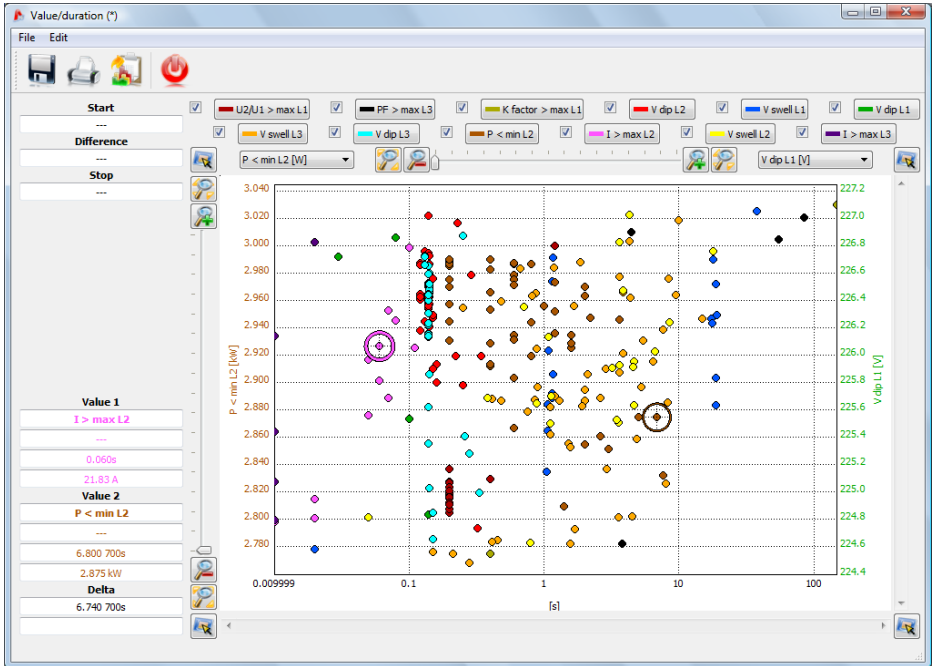 Value/duration (*)
File Edit
Start
---
Difference
---
Stop
---
U2/U1 > max L1 PF > max L3 K factor > max L1 V dip L2 V swell L1 V dip L1
V swell L3 V dip L3 P < min L2 I > max L2 V swell L2 I > max L3
P < min L2 [W] V dip L1 [V]
3.040
3.020
3.000
2.980
2.960
2.940
2.920
2.900
2.880
2.860
2.840
2.820
2.800
2.780
P < min L2 [kW]
227.2
227.0
226.8
226.6
226.4
226.2
226.0
225.8
225.6
225.4
225.2
225.0
224.8
224.6
224.4
V dip L1 [V]
0.009999 0.1 1 10 100
[s]
Value 1
I > max L2
---
0.060s
21.83 A
Value 2
P < min L2
---
6.800 700s
2.875 kW
Delta
6.740 700s